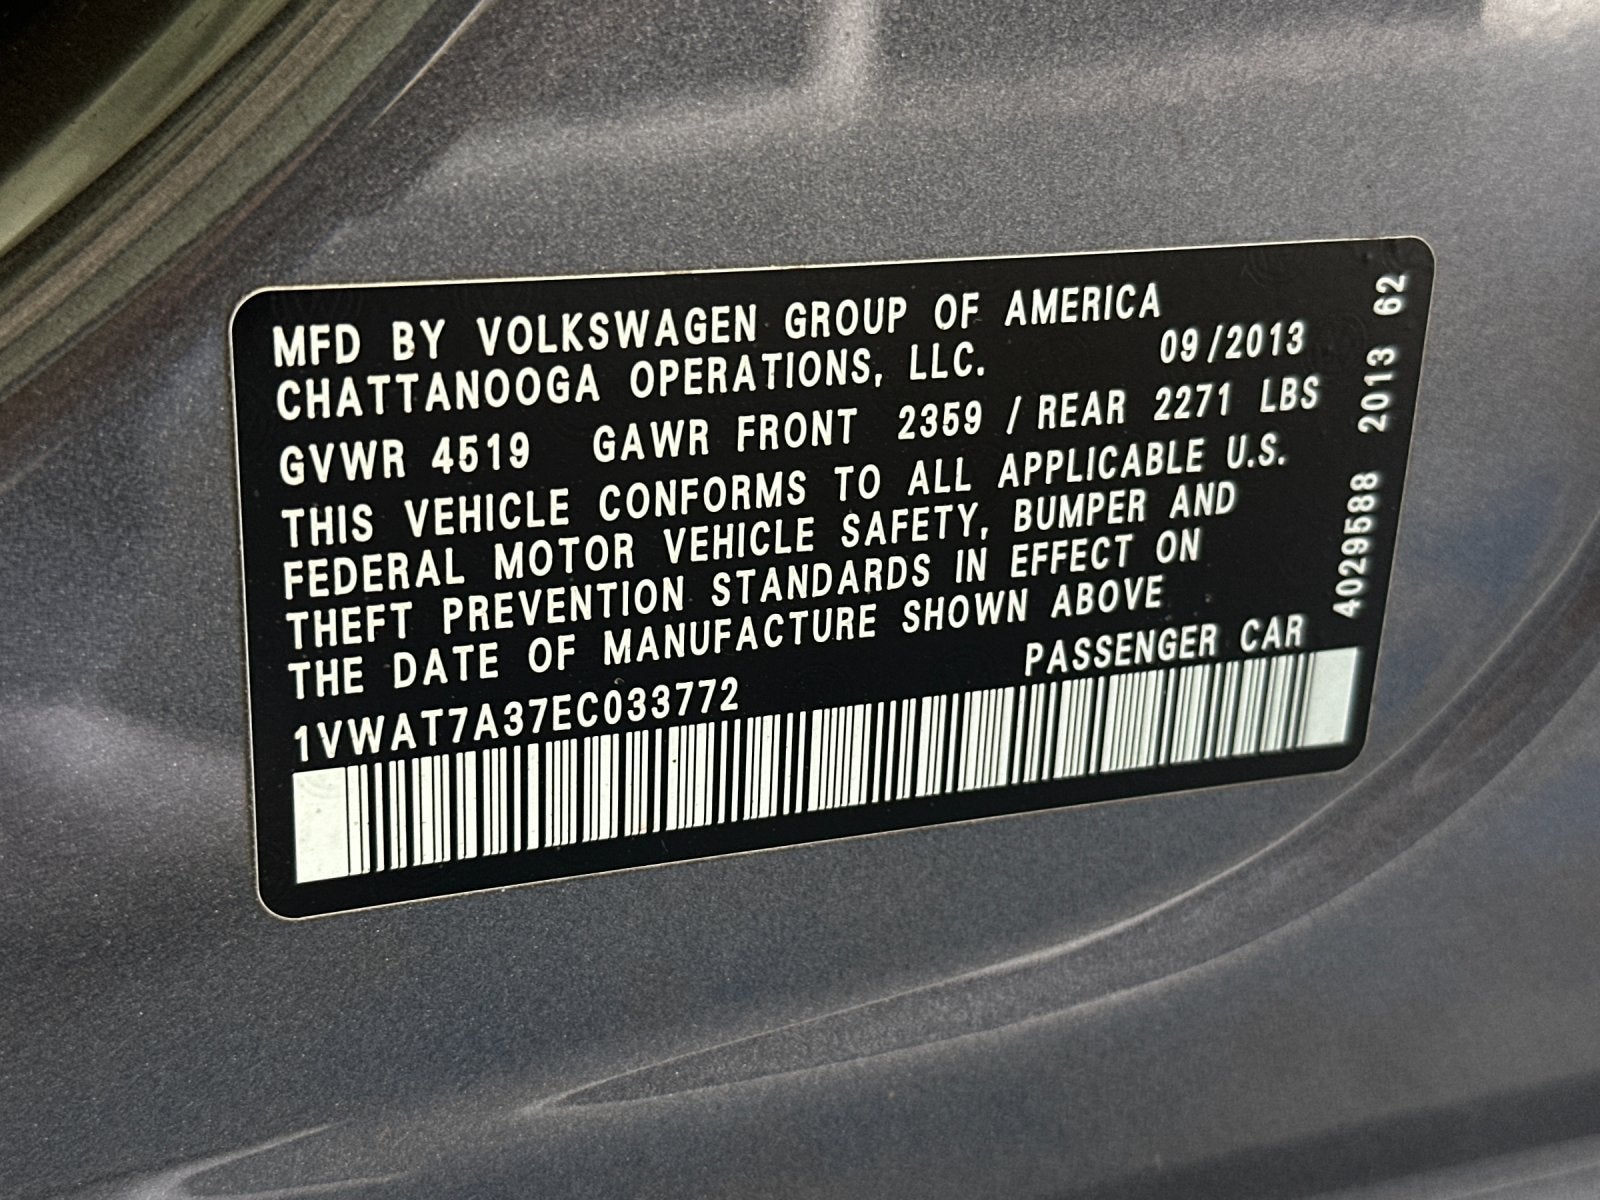 MFD BY VOLKSWAGEN GROUP OF AMERICA
CHATTANOOGA OPERATIONS, LLC. 09/2013
GVWR 4519 GAWR FRONT 2359 / REAR 2271 LBS
THIS VEHICLE CONFORMS TO ALL APPLICABLE U.S.
FEDERAL MOTOR VEHICLE SAFETY, BUMPER AND
THEFT PREVENTION STANDARDS IN EFFECT ON
THE DATE OF MANUFACTURE SHOWN ABOVE
1VWAT7A37EC033772 PASSENGER CAR
4029588 2013 62